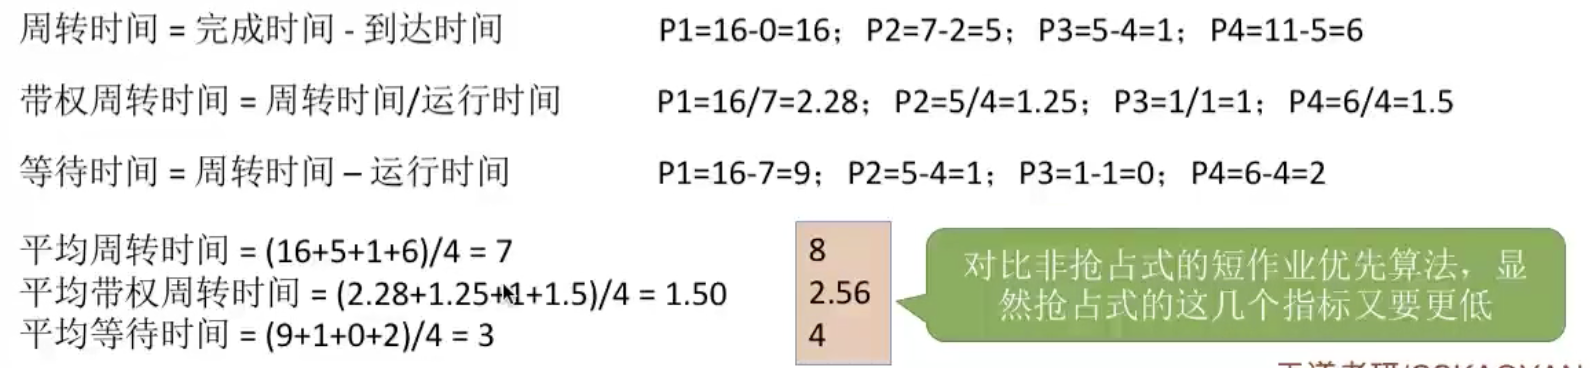 周转时间 = 完成时间 - 到达时间 P1=16-0=16；P2=7-2=5；P3=5-4=1；P4=11-5=6
带权周转时间 = 周转时间/运行时间 P1=16/7=2.28；P2=5/4=1.25；P3=1/1=1；P4=6/4=1.5
等待时间 = 周转时间 – 运行时间 P1=16-7=9；P2=5-4=1；P3=1-1=0；P4=6-4=2
平均周转时间 = (16+5+1+6)/4 = 7
平均带权周转时间 = (2.28+1.25+1+1.5)/4 = 1.50
平均等待时间 = (9+1+0+2)/4 = 3
8
2.56
4
对比非抢占式的短作业优先算法，显
然抢占式的这几个指标又要更低